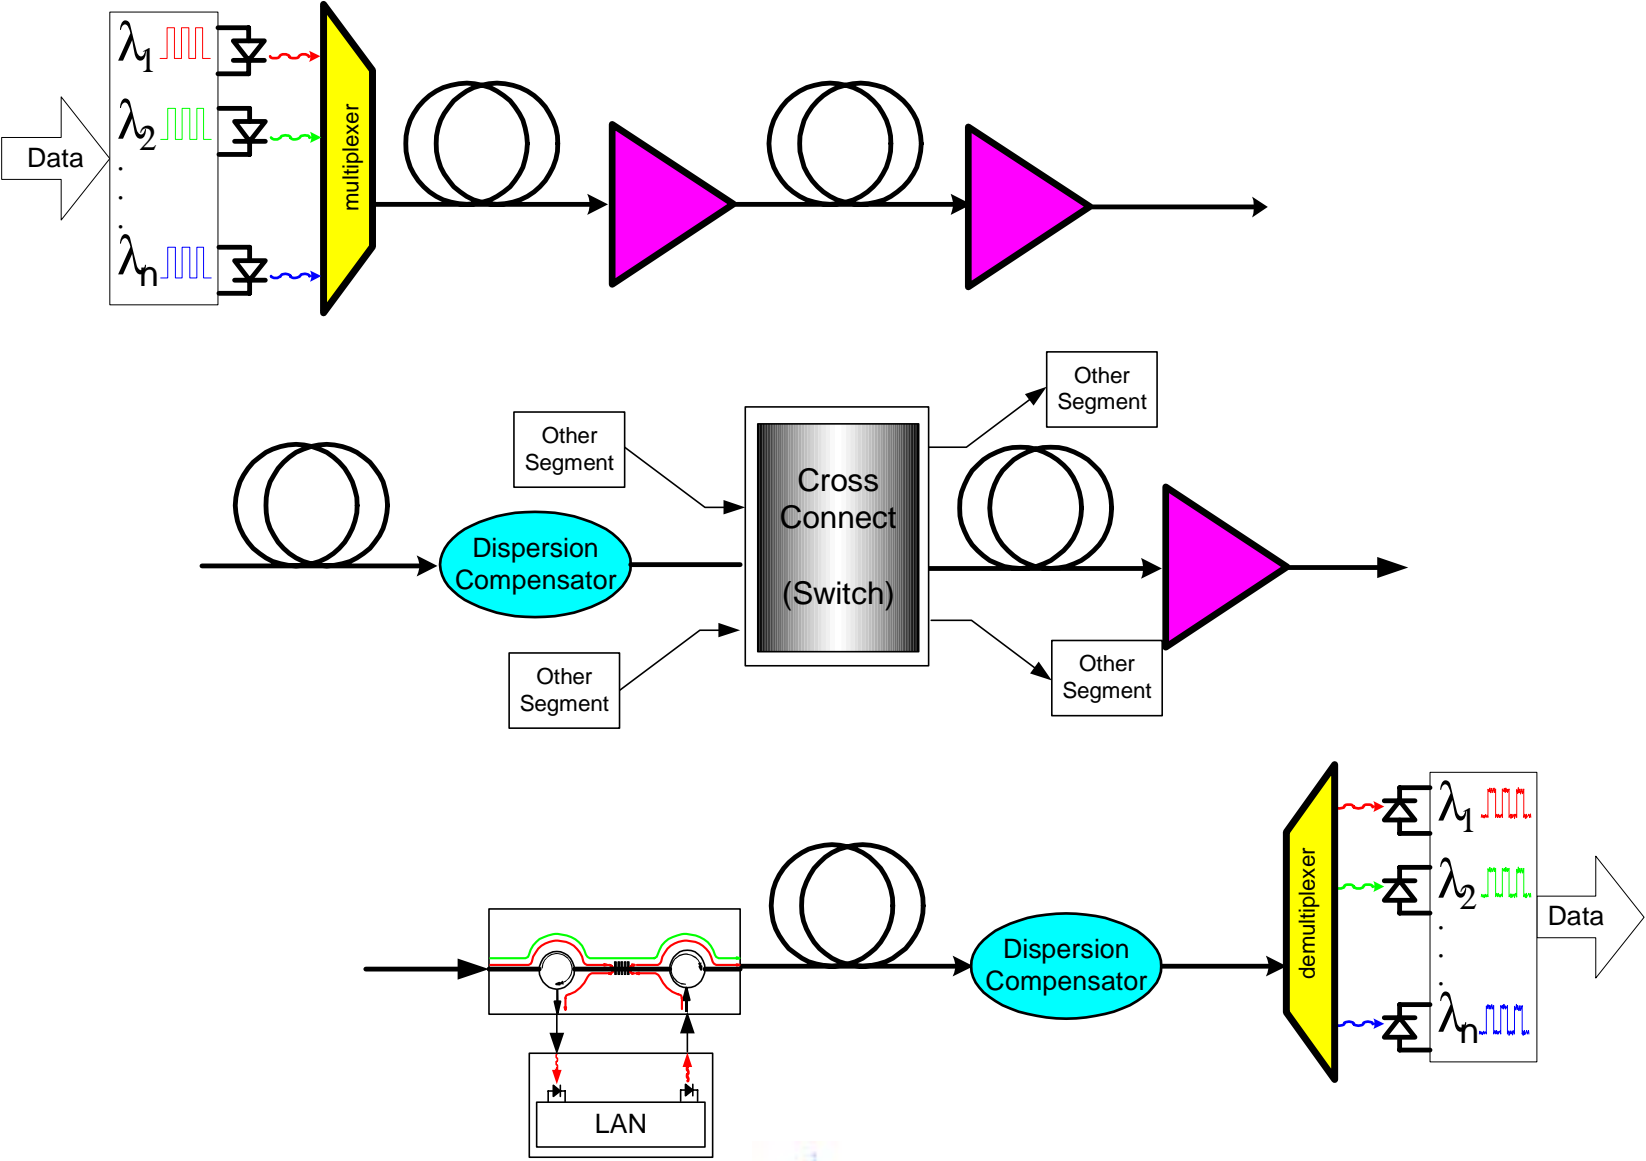 λ1
λ2
.
.
.
λn
Data
multiplexer
Other
Segment
Other
Segment
Cross
Connect
(Switch)
Dispersion
Compensator
Other
Segment
Other
Segment
demultiplexer
λ1
λ2
.
.
.
λn
Data
Dispersion
Compensator
LAN